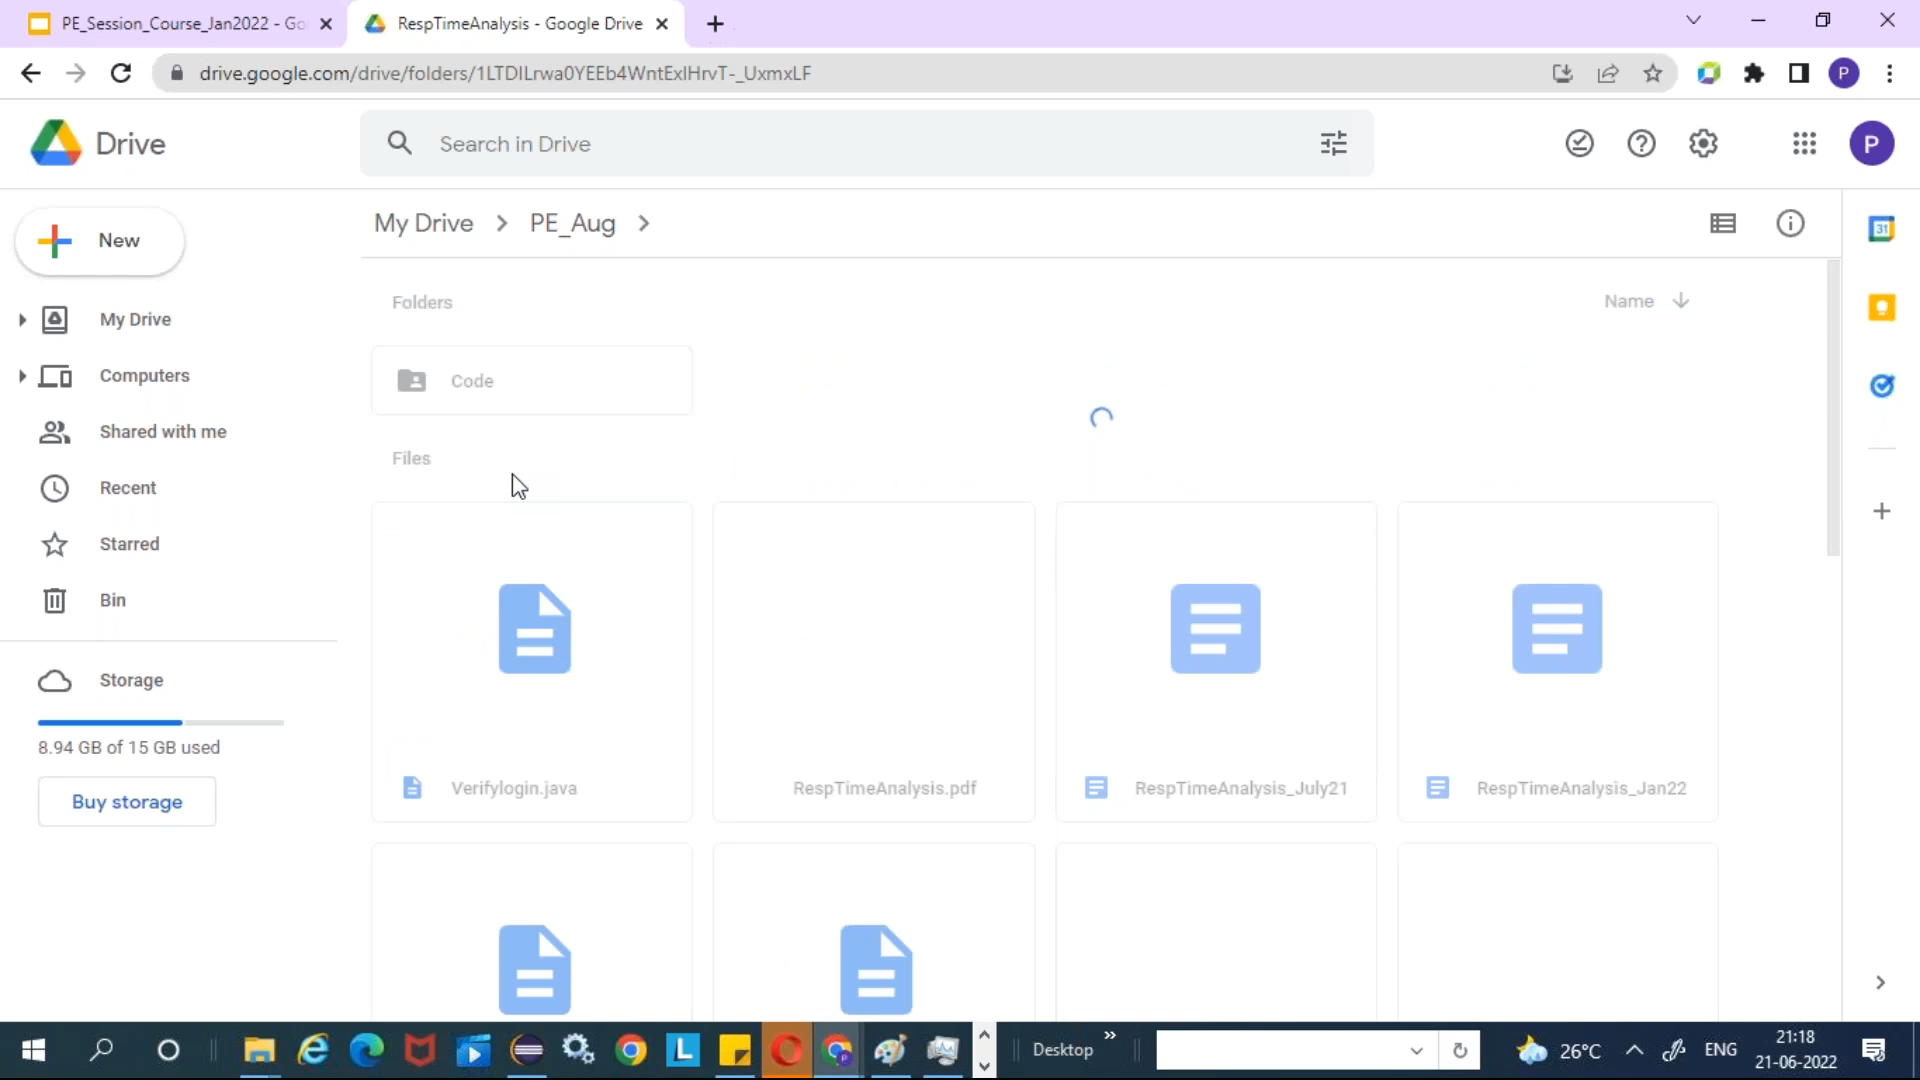 PE_Session_Course_Jan2022 - Go
RespTimeAnalysis - Google Drive
drive.google.com/drive/folders/1LTDILrwa0YEEb4WntExIHrvT-_UxmxLF
P
Drive
Search in Drive
P
New
My Drive
PE_Aug
31
Folders
Name
My Drive
Code
Computers
Shared with me
Files
Recent
Starred
Bin
Storage
8.94 GB of 15 GB used
Buy storage
Verifylogin.java
RespTimeAnalysis.pdf
RespTimeAnalysis_July21
RespTimeAnalysis_Jan22
L
Desktop
26°C
ENG
21:18
21-06-2022